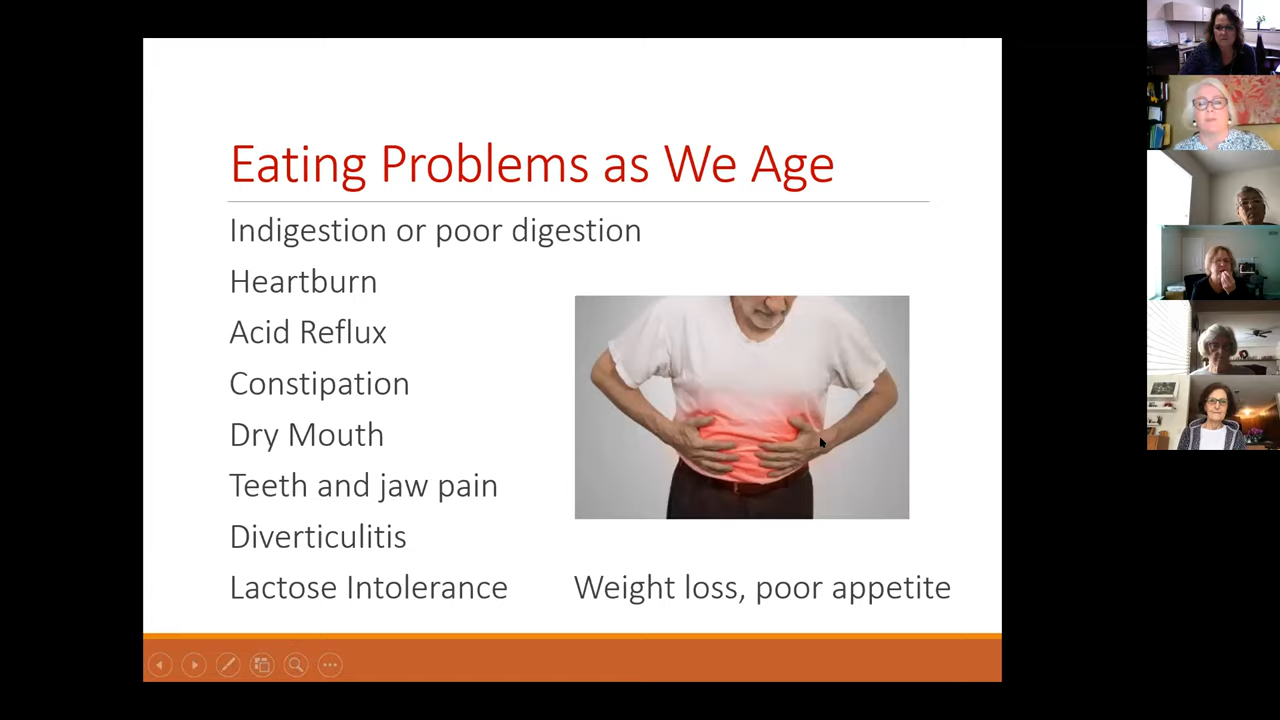 Eating Problems as We Age
Indigestion or poor digestion
Heartburn
Acid Reflux
Constipation
Dry Mouth
Teeth and jaw pain
Diverticulitis
Lactose Intolerance
Weight loss, poor appetite